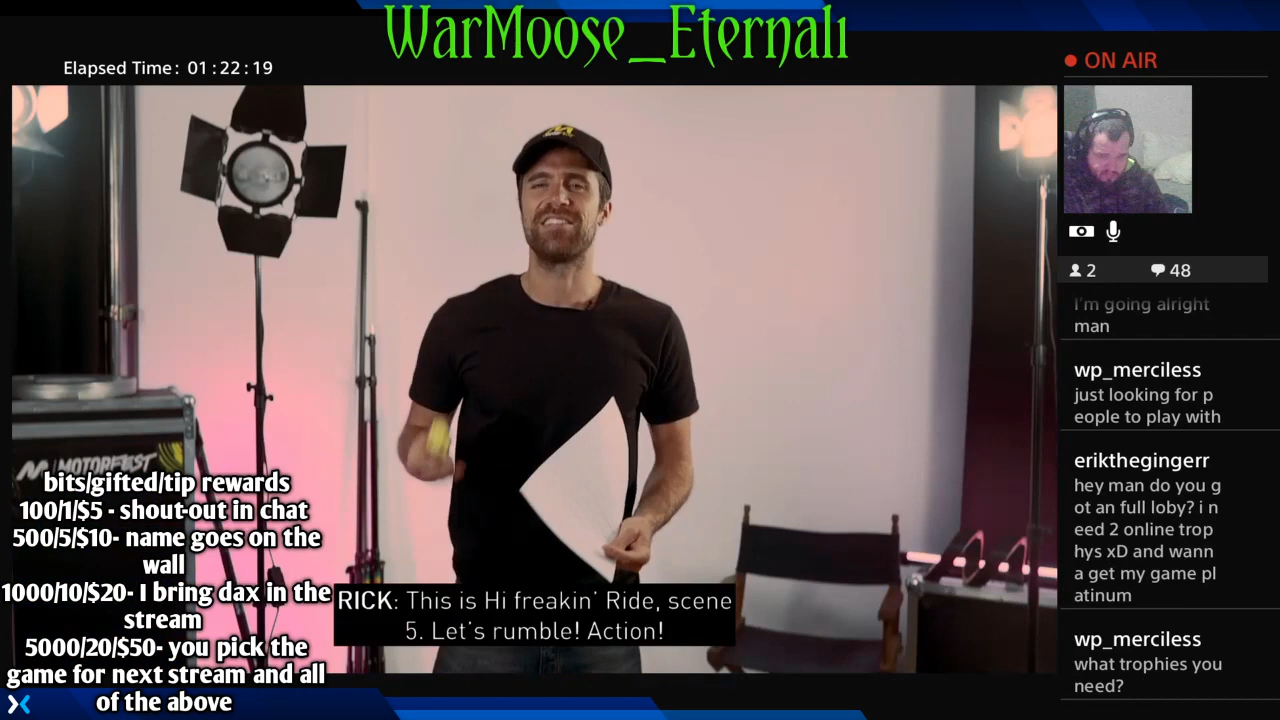 WarMoose_Eternal1
Elapsed Time: 01:22:19
ON AIR
2 48
I'm going alright
man
wp_merciless
just looking for p
eople to play with
erikthegingerr
hey man do you g
ot an full loby? i n
eed 2 online trop
hys xD and wann
a get my game pl
atinum
wp_merciless
what trophies you
need?
MOTORFEST
bits/gifted/tip rewards
100/1/$5 - shout-out in chat
500/5/$10- name goes on the
wall
1000/10/$20- I bring dax in the
stream
5000/20/$50- you pick the
game for next stream and all
of the above
RICK: This is Hi freakin' Ride, scene
5. Let's rumble! Action!